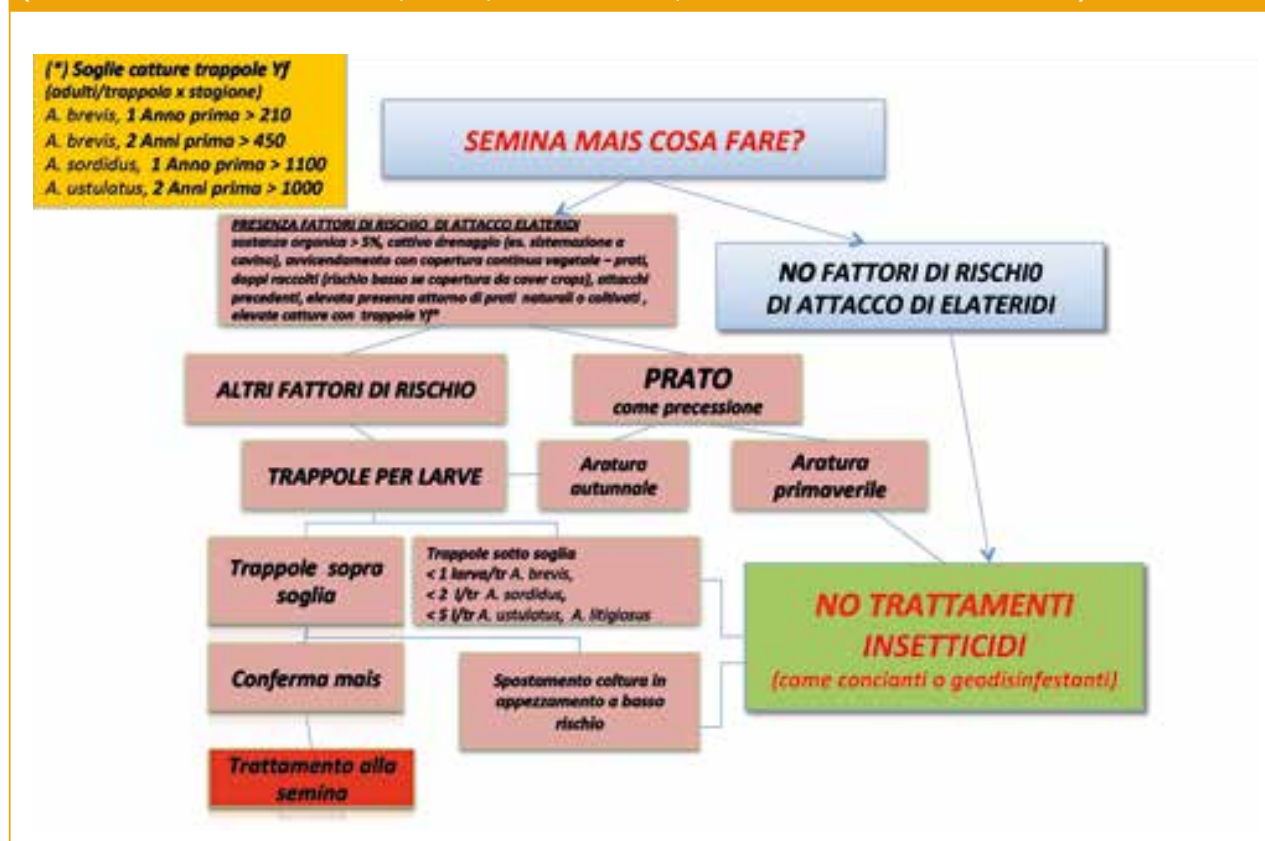 (*) Soglie catture trappole Yf
(adulti/trappola x stagione)
A. brevis, 1 Anno prima > 210
A. brevis, 2 Anni prima > 450
A. sordidus, 1 Anno prima > 1100
A. ustulatus, 2 Anni prima > 1000
SEMINA MAIS COSA FARE?
PRESENZA FATTORI DI RISCHIO DI ATTACCO ELATERIDI
sostanza organica > 5%, cattivo drenaggio (es. sistemazione a
cavino), avvicendamento con copertura continua vegetale – prati,
doppi raccolti (rischio basso se copertura da cover crops), attacchi
precedenti, elevata presenza attorno di prati naturali o coltivati ,
elevate catture con trappole Yf*
NO FATTORI DI RISCHI0
DI ATTACCO DI ELATERIDI
ALTRI FATTORI DI RISCHIO
PRATO
come precessione
TRAPPOLE PER LARVE
Aratura
autunnale
Aratura
primaverile
Trappole sopra
soglia
Trappole sotto soglia
< 1 larva/tr A. brevis,
< 2 l/tr A. sordidus,
< 5 l/tr A. ustulatus, A. litigiosus
NO TRATTAMENTI
INSETTICIDI
(come concianti o geodisinfestanti)
Conferma mais
Spostamento coltura in
appezzamento a basso
rischio
Trattamento alla
semina